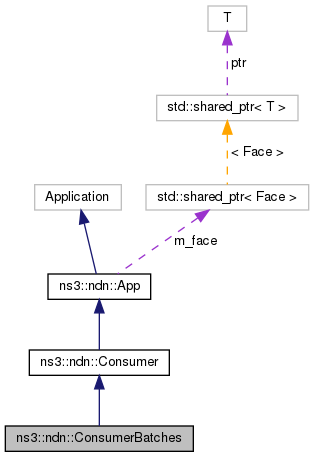 T
ptr
std::shared_ptr< T >
< Face >
Application
std::shared_ptr< Face >
m_face
ns3::ndn::App
ns3::ndn::Consumer
ns3::ndn::ConsumerBatches